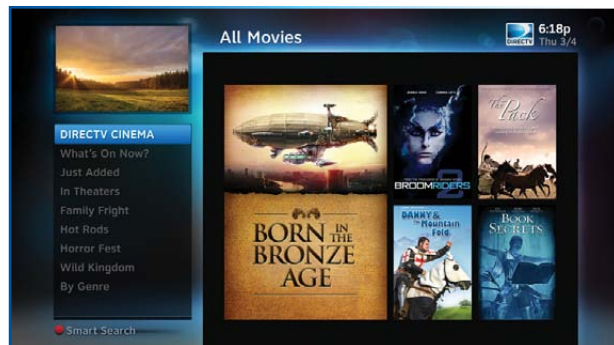 All Movies
DIRECTV
6:18p
Thu 3/4
DIRECTV CINEMA
What's On Now?
Just Added
In Theaters
Family Fright
Hot Rods
Horror Fest
Wild Kingdom
By Genre
Smart Search
BORN IN THE
BRONZE
AGE
2
BROOMRIDERS
The
Pack
DANNY &
The Mountain
Fold
BOOK
SECRETS